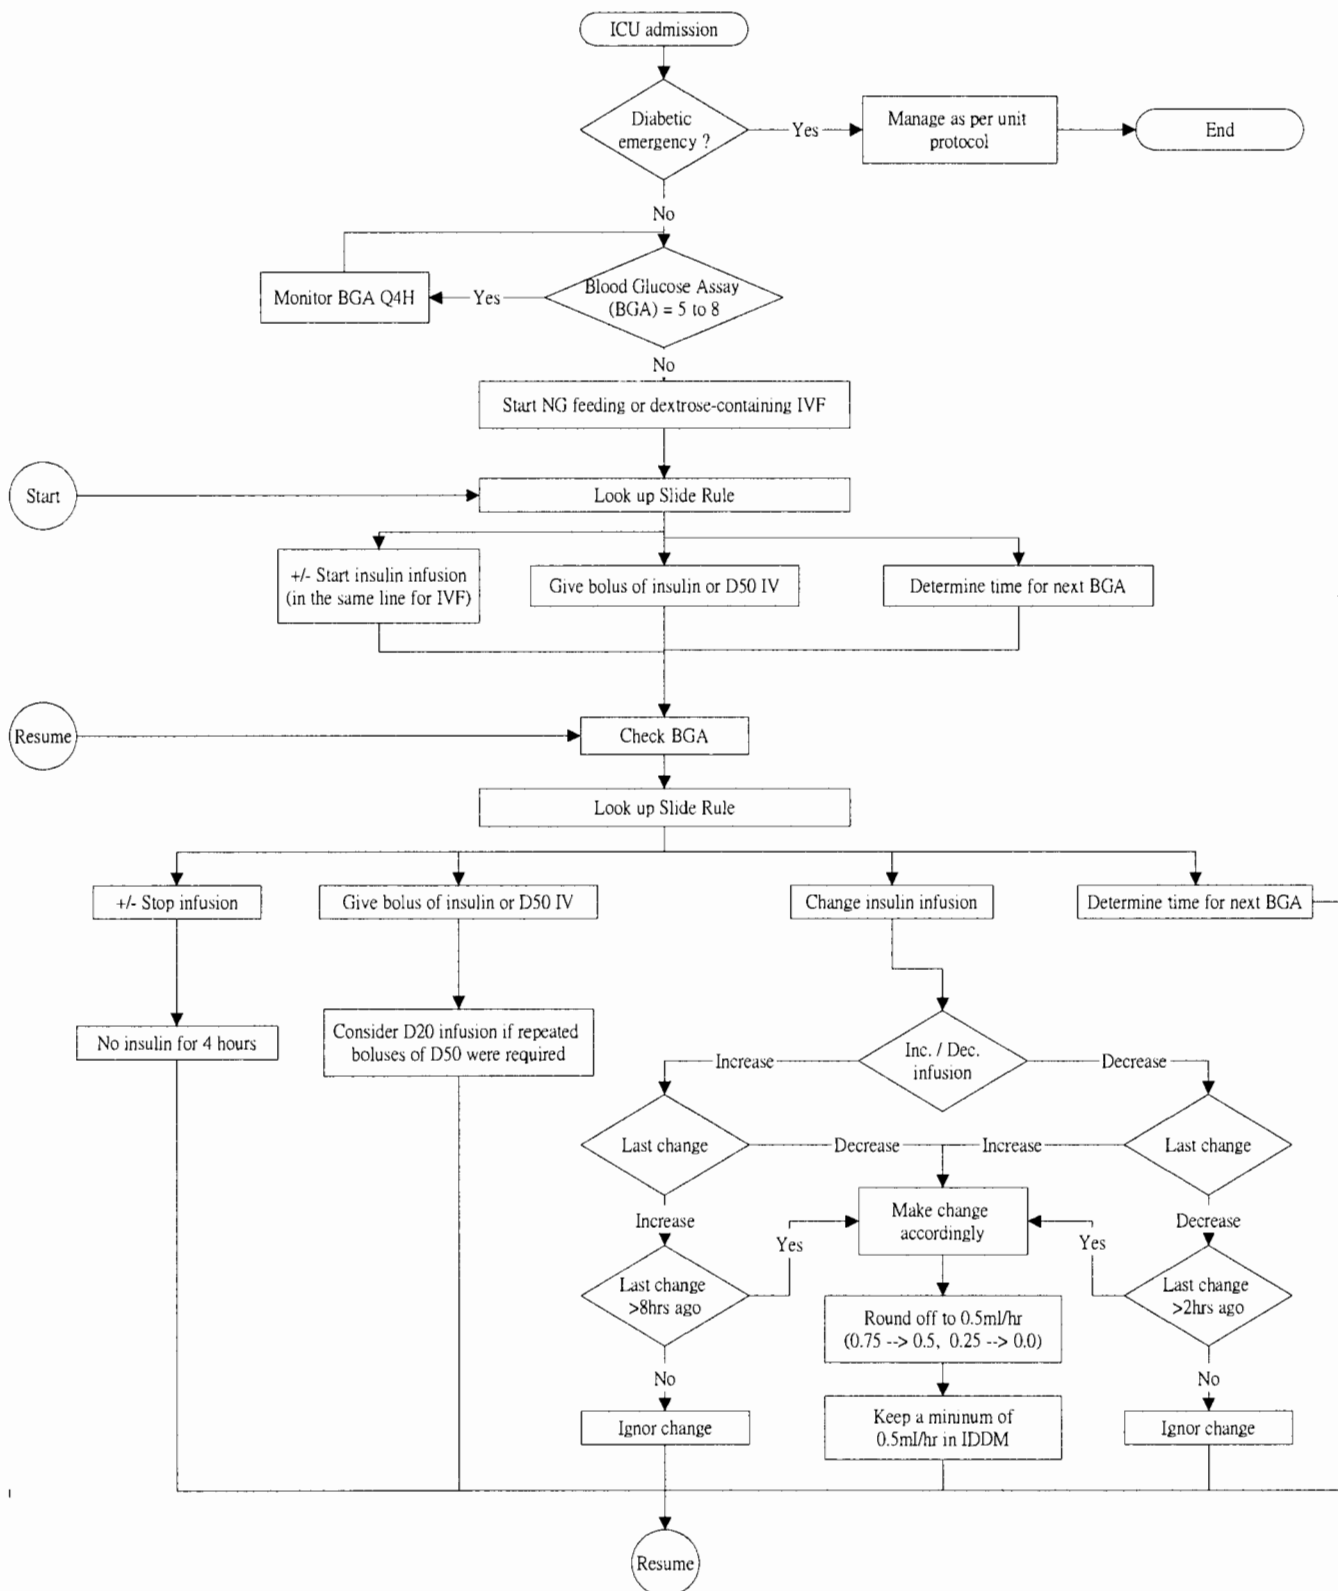 ICU admission
Diabetic
emergency ?
Yes
Manage as per unit
protocol
End
No
Blood Glucose Assay
(BGA) = 5 to 8
Yes
Monitor BGA Q4H
No
Start NG feeding or dextrose-containing IVF
Start
Look up Slide Rule
+/- Start insulin infusion
(in the same line for IVF)
Give bolus of insulin or D50 IV
Determine time for next BGA
Resume
Check BGA
Look up Slide Rule
+/- Stop infusion
Give bolus of insulin or D50 IV
Change insulin infusion
Determine time for next BGA
No insulin for 4 hours
Consider D20 infusion if repeated
boluses of D50 were required
Increase
Inc. / Dec.
infusion
Decrease
Last change
Decrease
Increase
Last change
Increase
Make change
accordingly
Decrease
Yes
Yes
Last change
>8hrs ago
Round off to 0.5ml/hr
(0.75 --> 0.5, 0.25 --> 0.0)
Last change
>2hrs ago
No
No
Ignor change
Keep a mininum of
0.5ml/hr in IDDM
Ignor change
Resume